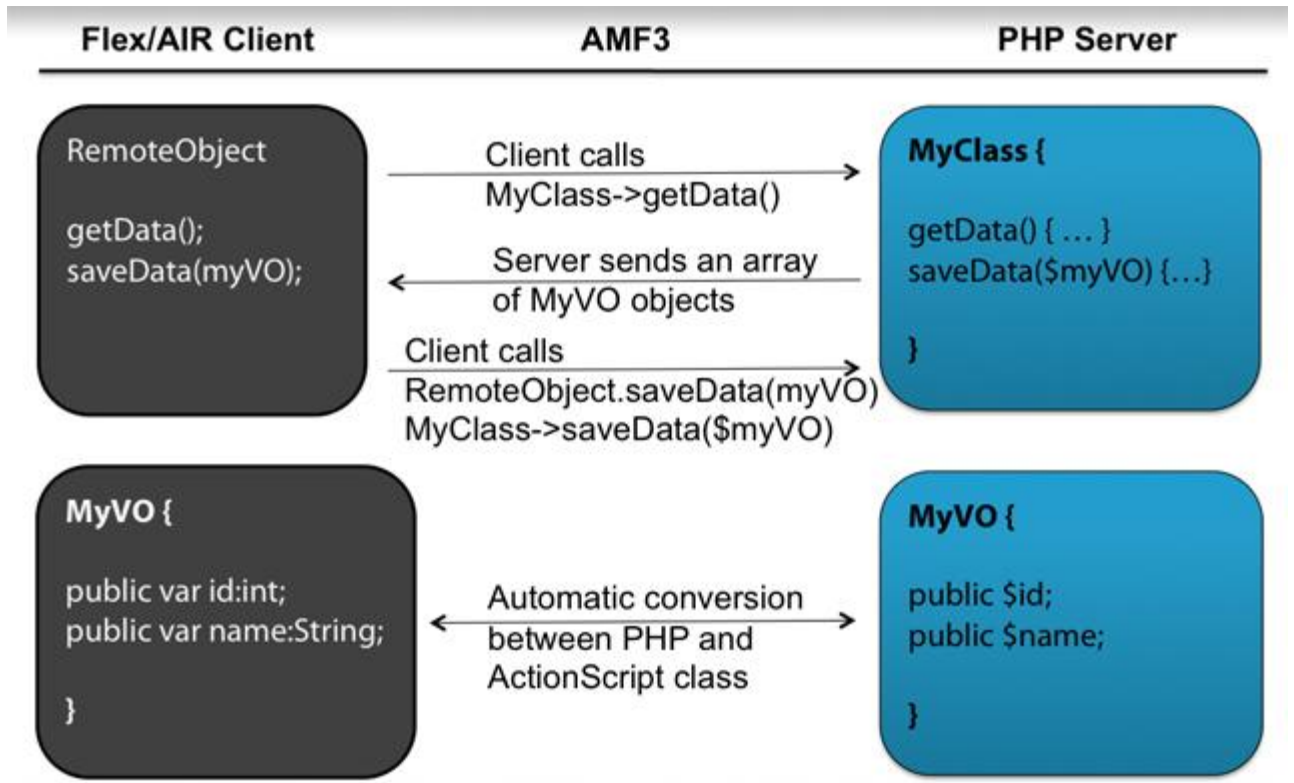 Flex/AIR Client
AMF3
PHP Server
RemoteObject
getData();
saveData(myVO);
Client calls
MyClass->getData()
Server sends an array
of MyVO objects
Client calls
RemoteObject.saveData(myVO)
MyClass->saveData($myVO)
MyClass {
getData() { ... }
saveData($myVO) {...}
}
MyVO {
public var id:int;
public var name:String;
}
Automatic conversion
between PHP and
ActionScript class
MyVO {
public $id;
public $name;
}